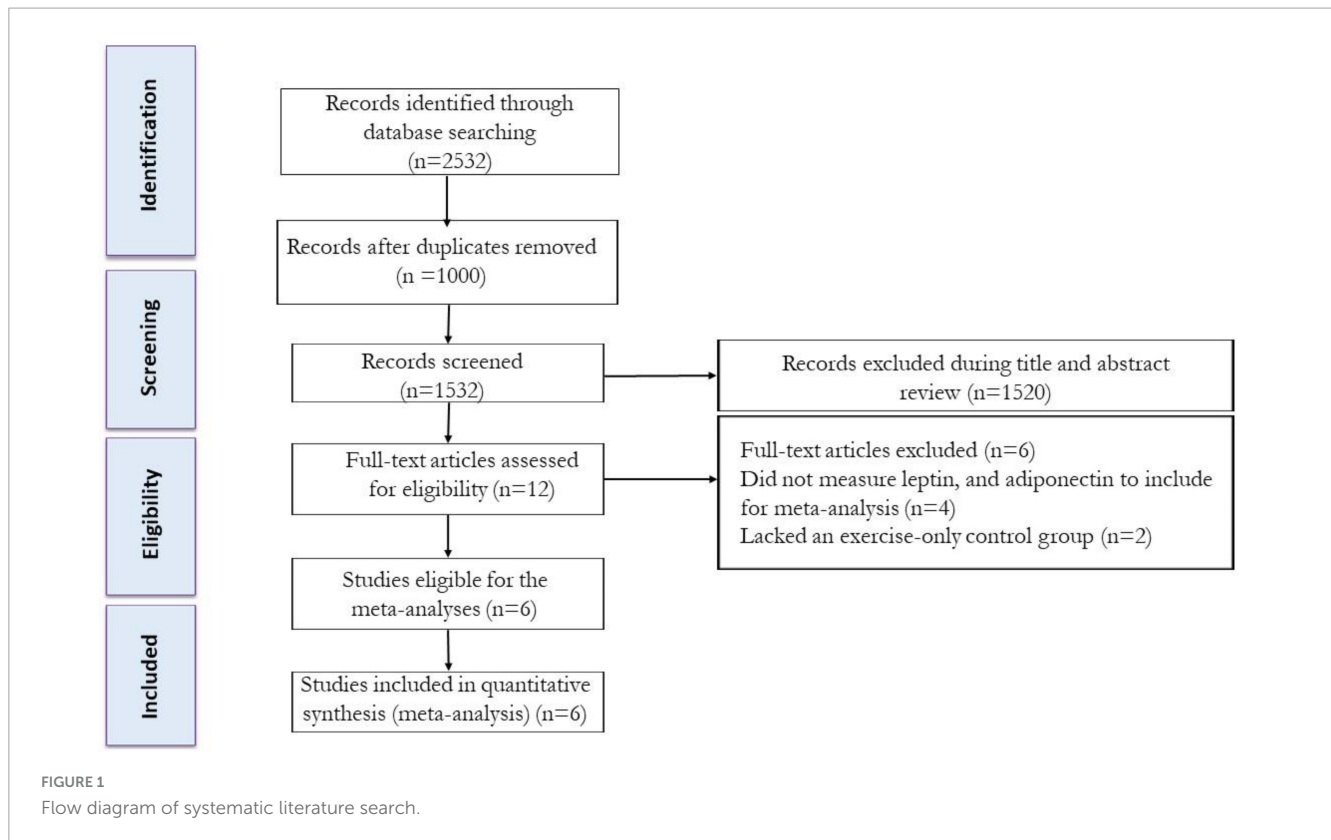 Identification
Records identified through
database searching
(n=2532)
Records after duplicates removed
(n =1000)
Screening
Records screened
(n=1532)
Records excluded during title and abstract
review (n=1520)
Eligibility
Full-text articles assessed
for eligibility (n=12)
Full-text articles excluded (n=6)
Did not measure leptin, and adiponectin to include
for meta-analysis (n=4)
Lacked an exercise-only control group (n=2)
Studies eligible for the
meta-analyses (n=6)
Included
Studies included in quantitative
synthesis (meta-analysis) (n=6)
FIGURE 1
Flow diagram of systematic literature search.